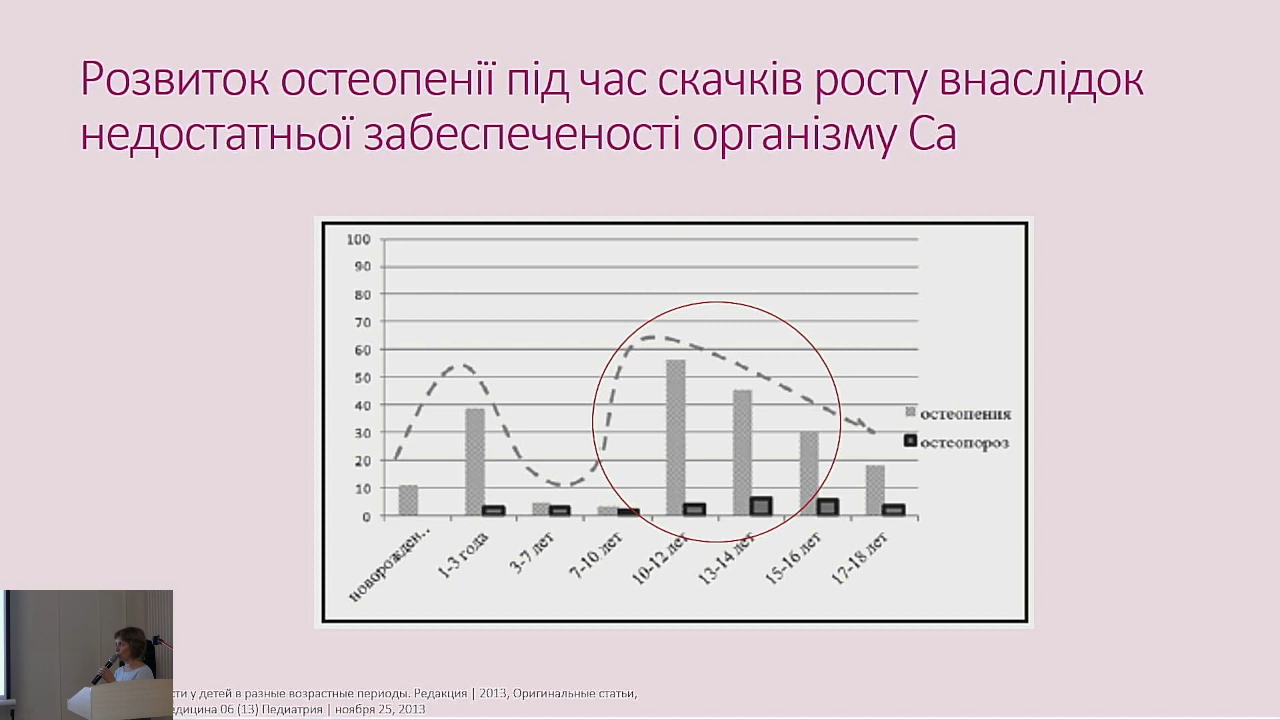 Розвиток остеопенії під час скачків росту внаслідок
недостатньої забезпеченості організму Са
100
90
80
70
60
50
40
30
20
10
0
остеопения
остеопороз
новорожден..
1-3 года
3-7 лет
7-10 лет
10-12 лет
13-14 лет
15-16 лет
17-18 лет
у детей в разные возрастные периоды. Редакция | 2013, Оригинальные статьи,
06 (13) Педиатрия | ноября 25, 2013